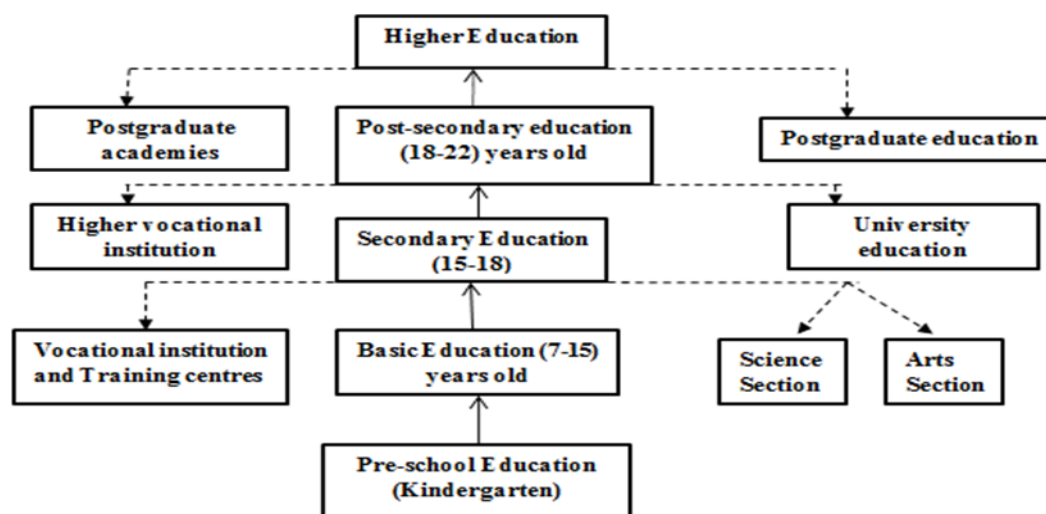 Higher Education
Postgraduate
academies
Post-secondary education
(18-22) years old
Postgraduate education
Higher vocational
institution
Secondary Education
(15-18)
University
education
Vocational institution
and Training centres
Basic Education (7-15)
years old
Science
Section
Arts
Section
Pre-school Education
(Kindergarten)